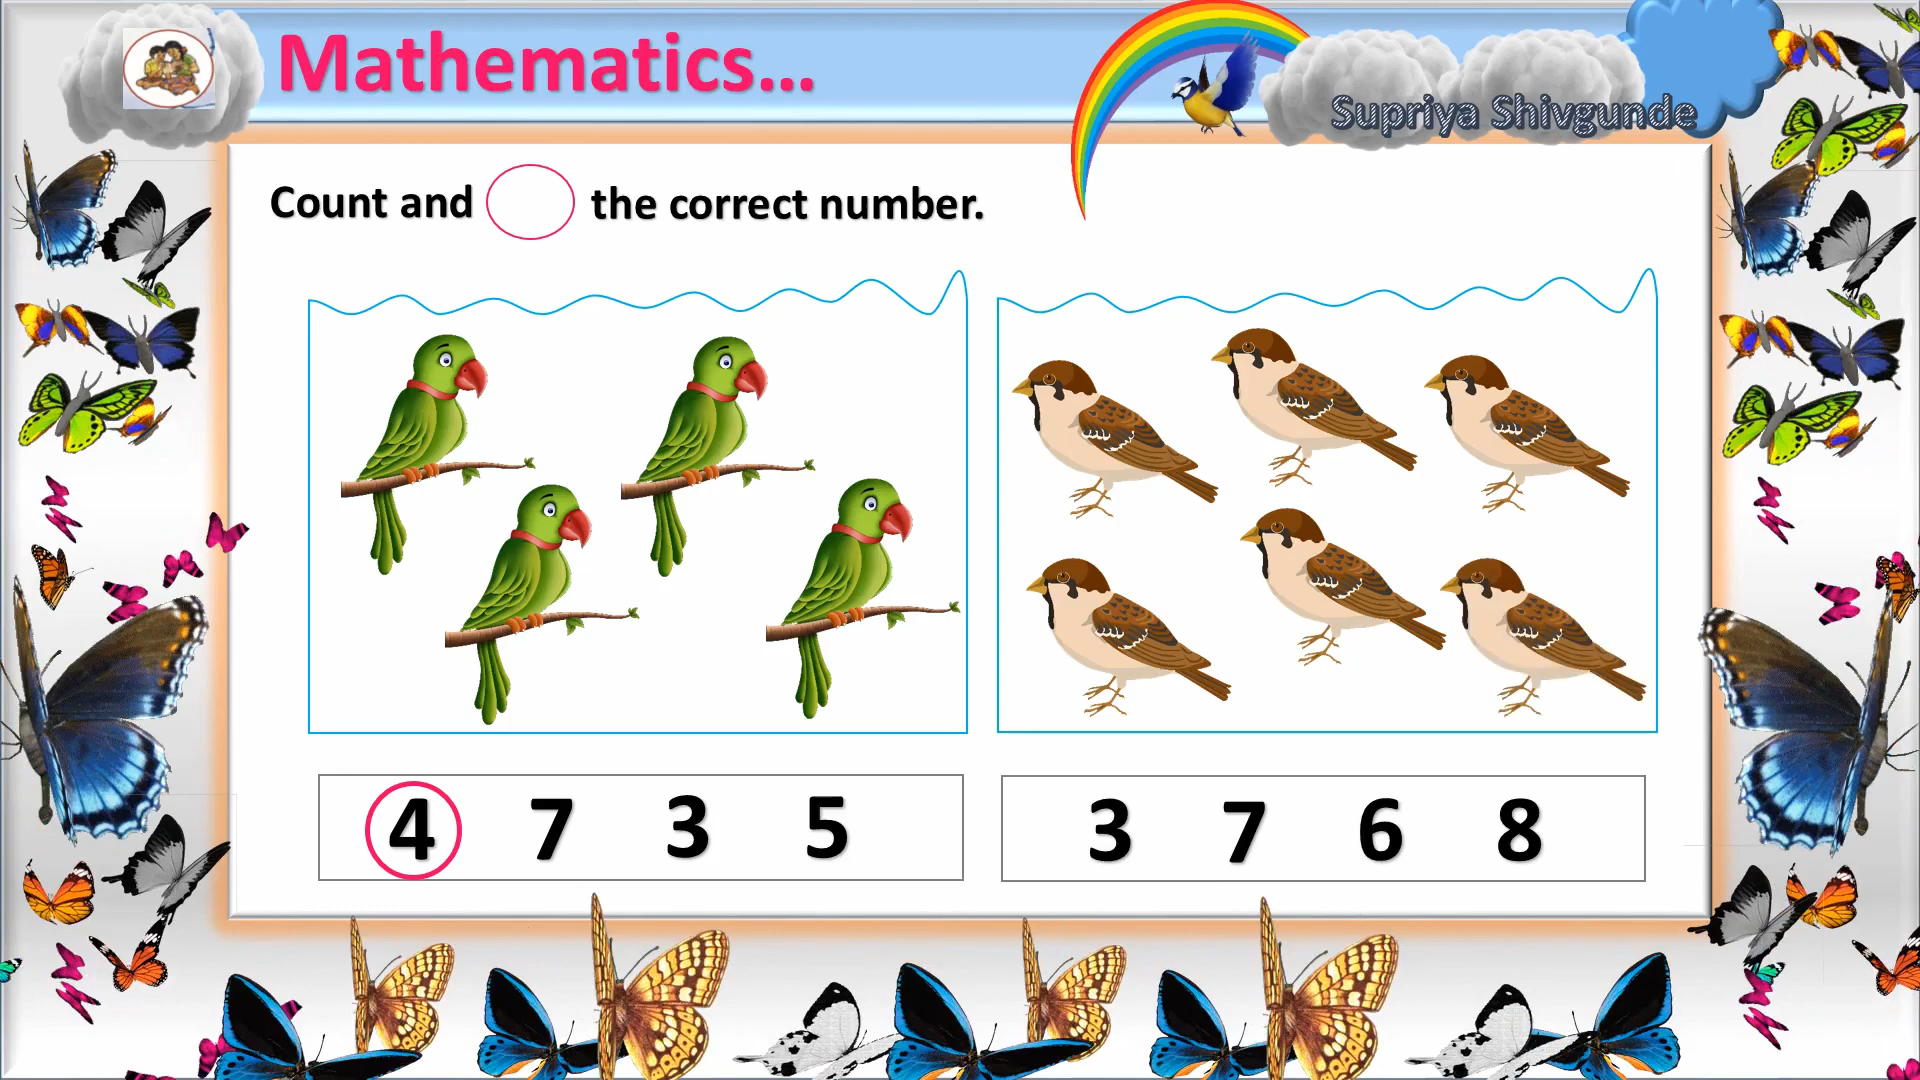 Mathematics...
Supriya Shivgunde
Count and the correct number.
4 7 3 5
3 7 6 8